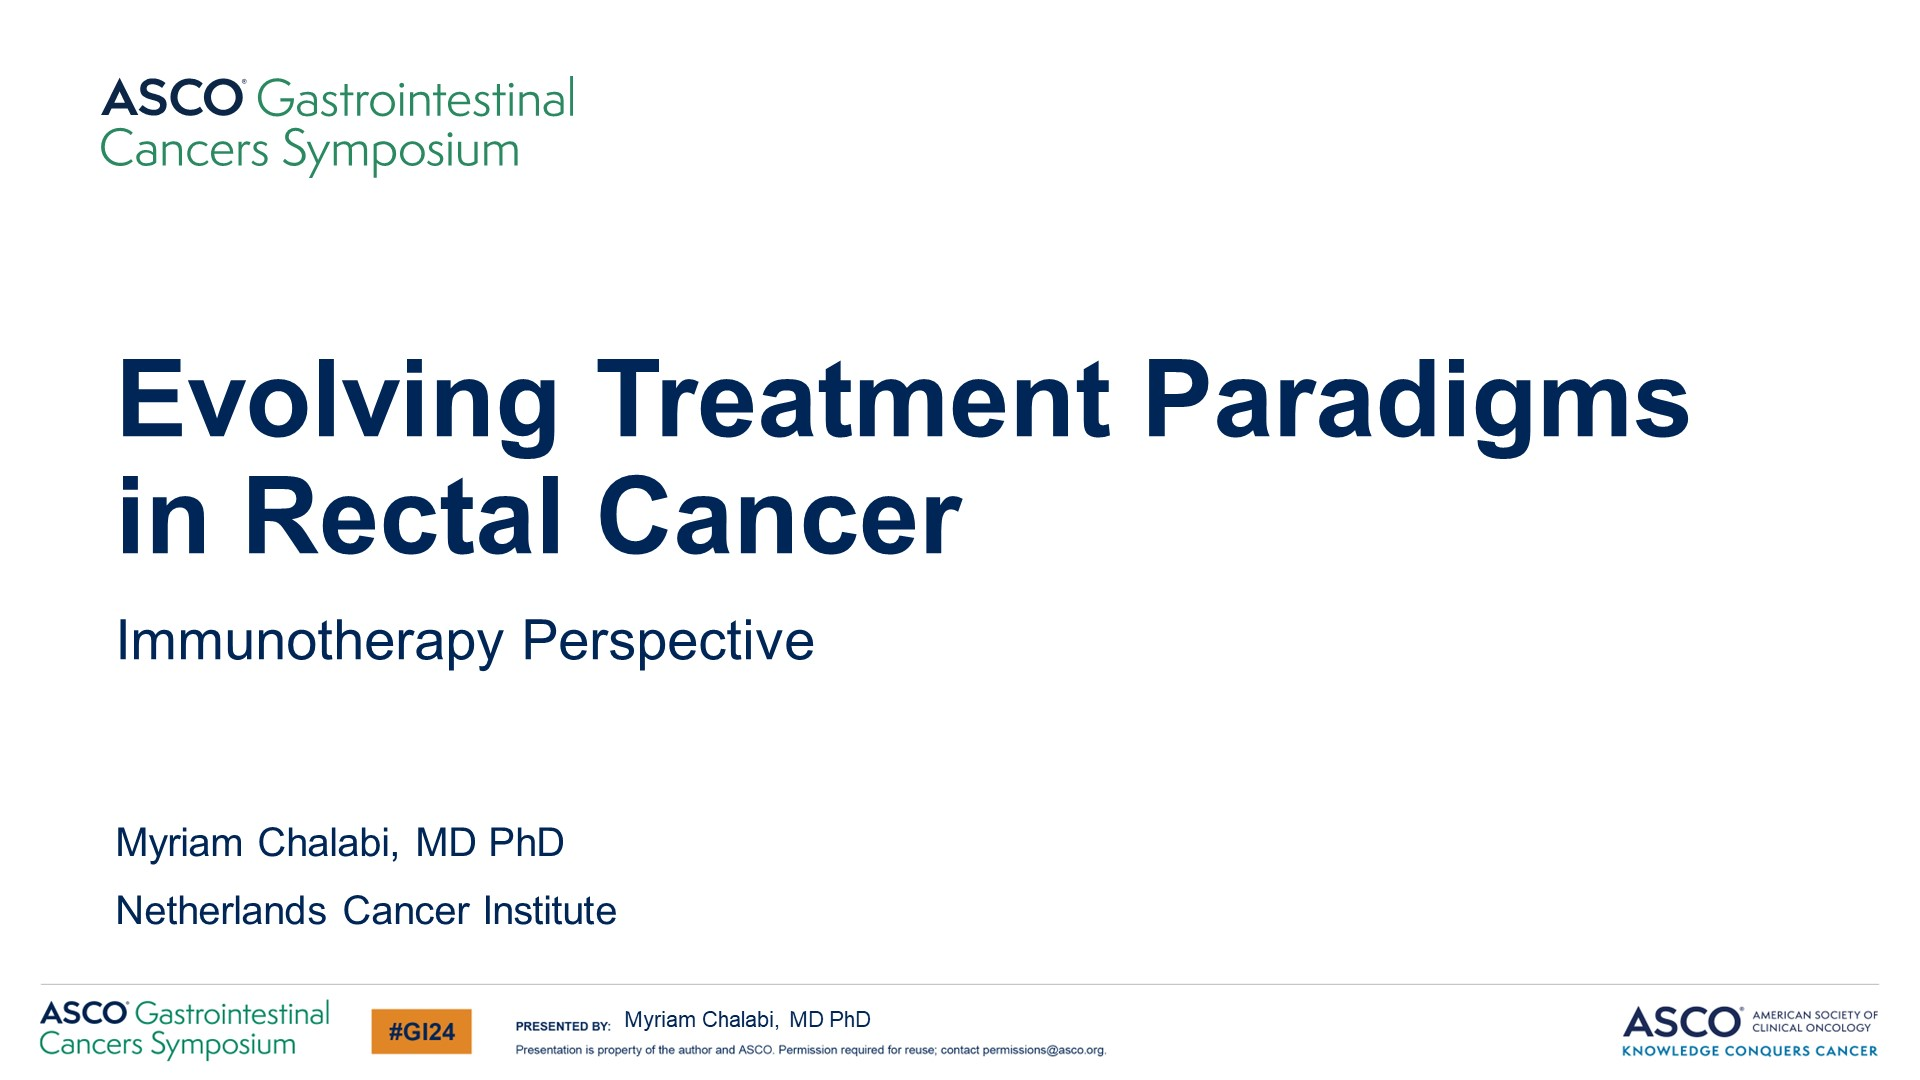 ASCO® Gastrointestinal
Cancers Symposium
Evolving Treatment Paradigms
in Rectal Cancer
Immunotherapy Perspective
Myriam Chalabi, MD PhD
Netherlands Cancer Institute
ASCO® Gastrointestinal
Cancers Symposium
#GI24
PRESENTED BY: Myriam Chalabi, MD PhD
Presentation is property of the author and ASCO. Permission required for reuse; contact permissions@asco.org.
ASCO® AMERICAN SOCIETY OF
CLINICAL ONCOLOGY
KNOWLEDGE CONQUERS CANCER